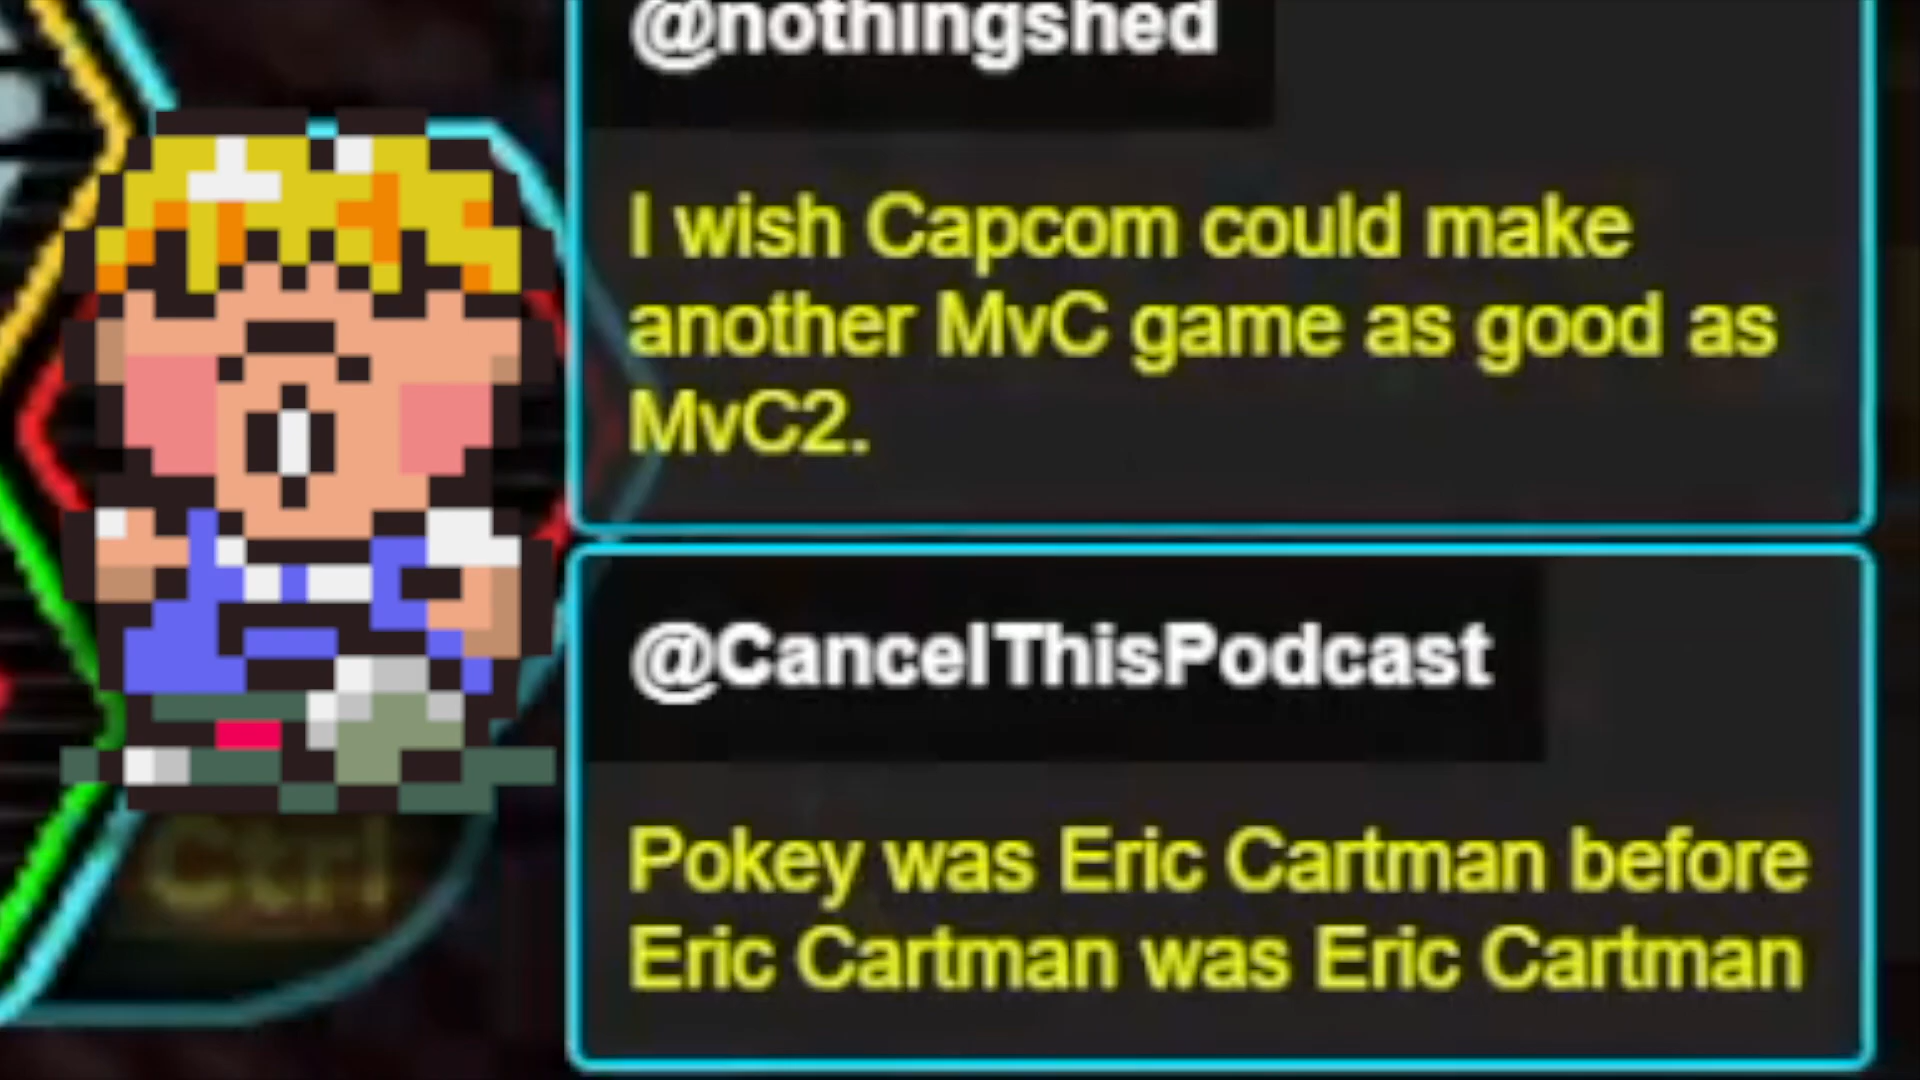 @nothingshed
I wish Capcom could make
another MvC game as good as
MvC2.
@CancelThisPodcast
Pokey was Eric Cartman before
Eric Cartman was Eric Cartman
Ctrl